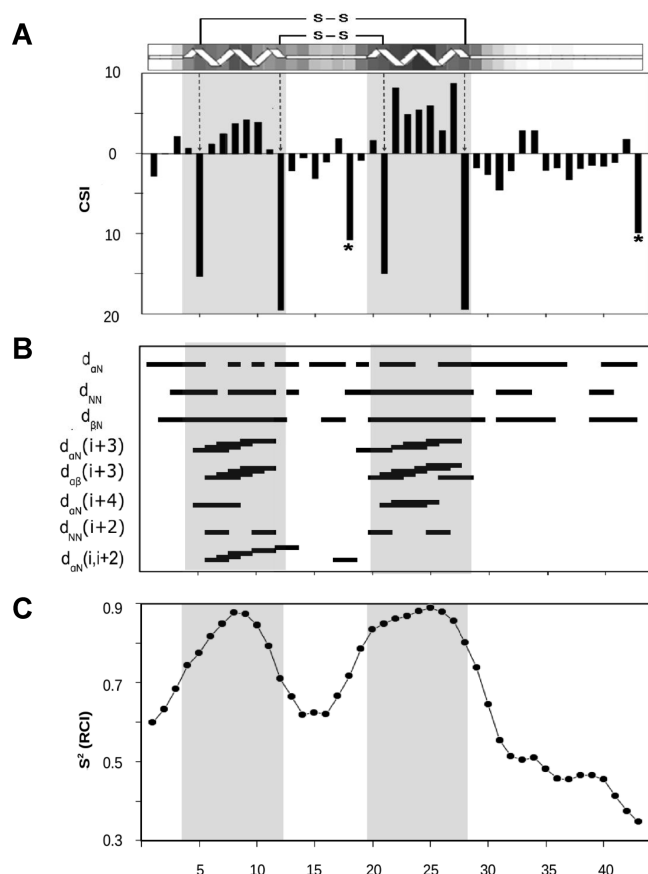 S – S
A
S – S
10
0
10
20
CSI
*
*
B
dαN
dNN
dβN
dαN(i+3)
dαβ(i+3)
dαN(i+4)
dNN(i+2)
dαN(i,i+2)
C
0.9
0.7
0.5
0.3
S² (RCI)
5 10 15 20 25 30 35 40